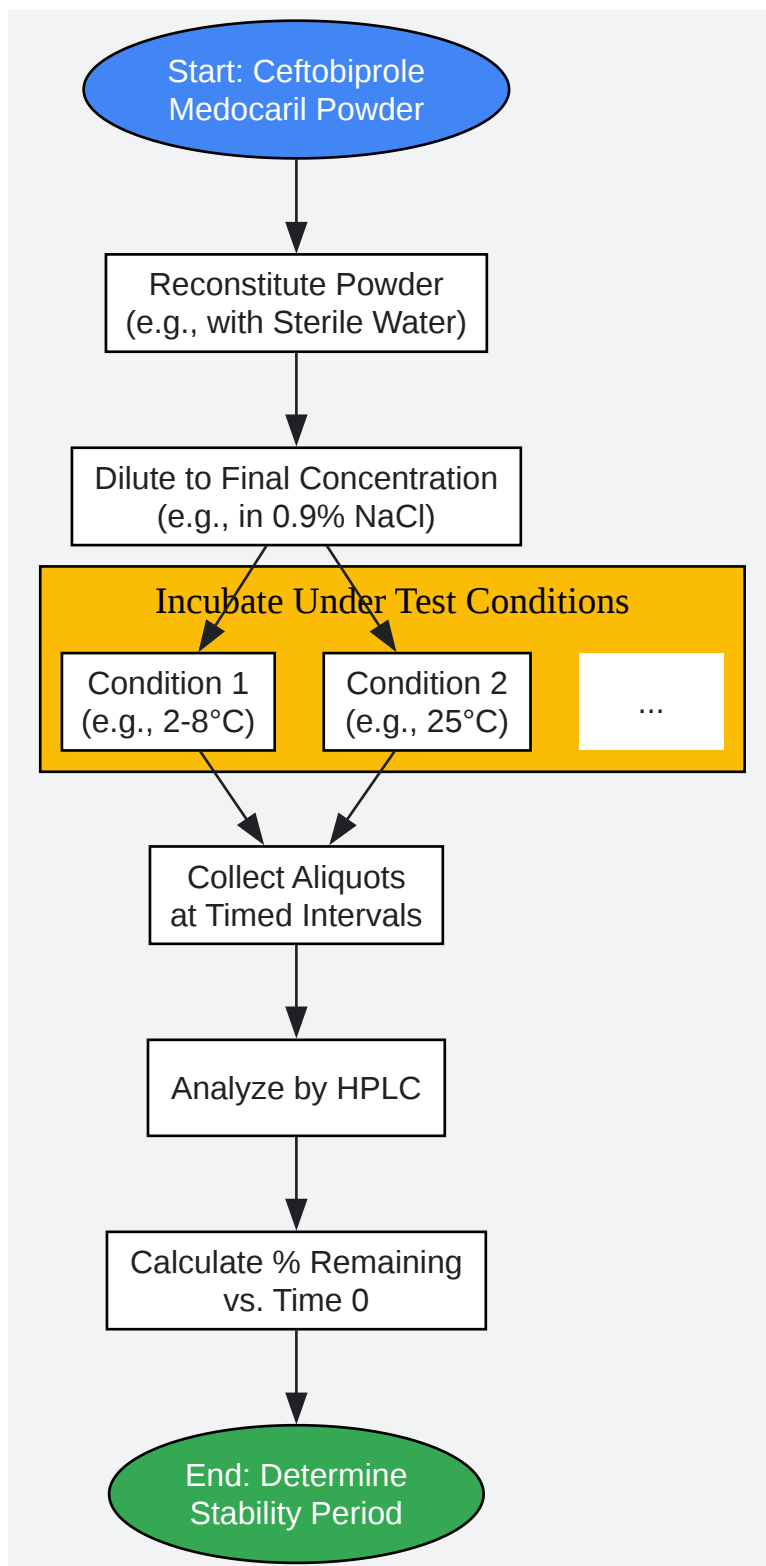 Start: Ceftobiprole
Medocaril Powder
Reconstitute Powder
(e.g., with Sterile Water)
Dilute to Final Concentration
(e.g., in 0.9% NaCl)
Incubate Under Test Conditions
Condition 1
(e.g., 2-8°C)
Condition 2
(e.g., 25°C)
...
Collect Aliquots
at Timed Intervals
Analyze by HPLC
Calculate % Remaining
vs. Time 0
End: Determine
Stability Period